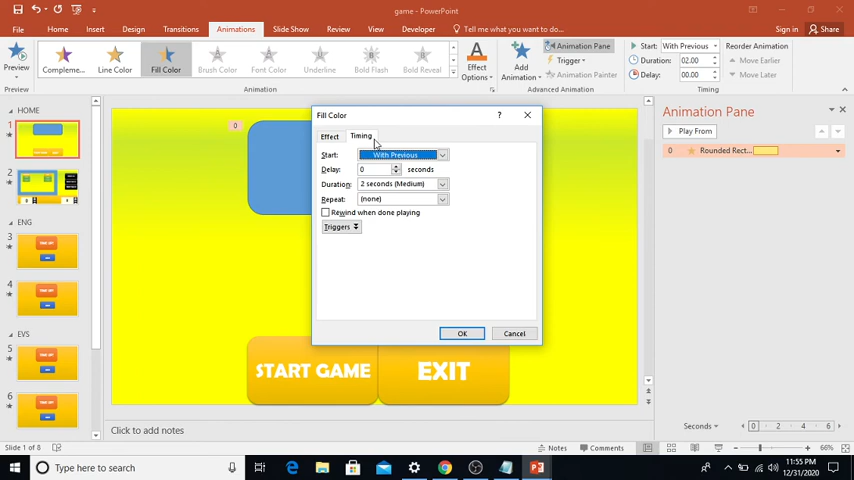 game - PowerPoint
Sign in
Share
File
Home
Insert
Design
Transitions
Animations
Slide Show
Review
View
Developer
Tell me what you want to do...
Preview
Compleme...
Line Color
Fill Color
Brush Color
Font Color
Underline
Bold Flash
Bold Reveal
Effect
Options
Add
Animation
Animation Pane
Trigger
Animation Painter
Start: With Previous
Duration: 02.00
Delay: 00.00
Reorder Animation
Move Earlier
Move Later
Preview
Animation
Advanced Animation
Timing
HOME
1
2
ENG
3
4
EVS
5
6
0
START GAME
EXIT
Fill Color
?
Effect
Timing
Start: With Previous
Delay: 0 seconds
Duration: 2 seconds (Medium)
Repeat: (none)
Rewind when done playing
Triggers
OK
Cancel
Animation Pane
Play From
0 Rounded Rect...
Seconds
0 2 4 6
Click to add notes
Slide 1 of 8
Notes
Comments
66%
Type here to search
11:55 PM
12/31/2020